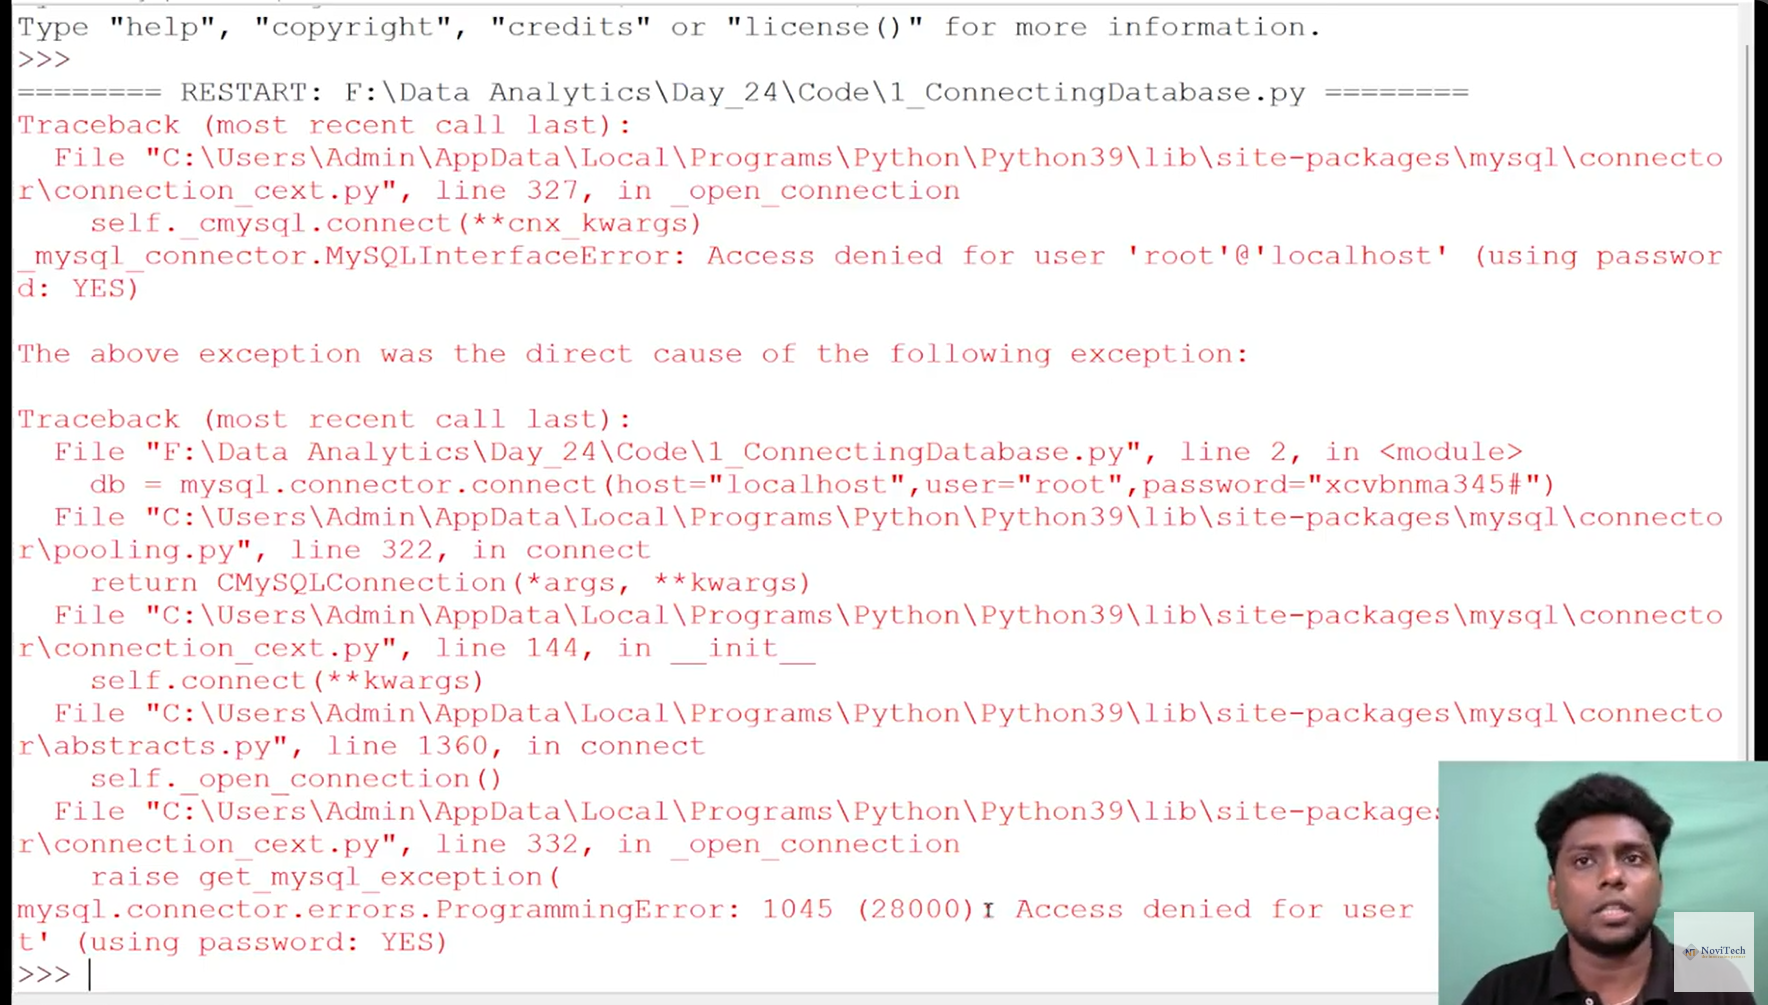 Type "help", "copyright", "credits" or "license()" for more information.
>>>
======== RESTART: F:\Data Analytics\Day_24\Code\1_ConnectingDatabase.py ========
Traceback (most recent call last):
  File "C:\Users\Admin\AppData\Local\Programs\Python\Python39\lib\site-packages\mysql\connecto
r\connection_cext.py", line 327, in _open_connection
    self._cmysql.connect(**cnx_kwargs)
_mysql_connector.MySQLInterfaceError: Access denied for user 'root'@'localhost' (using passwor
d: YES)

The above exception was the direct cause of the following exception:

Traceback (most recent call last):
  File "F:\Data Analytics\Day_24\Code\1_ConnectingDatabase.py", line 2, in <module>
    db = mysql.connector.connect(host="localhost",user="root",password="xcvbnma345#")
  File "C:\Users\Admin\AppData\Local\Programs\Python\Python39\lib\site-packages\mysql\connecto
r\pooling.py", line 322, in connect
    return CMySQLConnection(*args, **kwargs)
  File "C:\Users\Admin\AppData\Local\Programs\Python\Python39\lib\site-packages\mysql\connecto
r\connection_cext.py", line 144, in __init__
    self.connect(**kwargs)
  File "C:\Users\Admin\AppData\Local\Programs\Python\Python39\lib\site-packages\mysql\connecto
r\abstracts.py", line 1360, in connect
    self._open_connection()
  File "C:\Users\Admin\AppData\Local\Programs\Python\Python39\lib\site-packages
r\connection_cext.py", line 332, in _open_connection
    raise get_mysql_exception(
mysql.connector.errors.ProgrammingError: 1045 (28000): Access denied for user
t' (using password: YES)
>>>
NoviTech